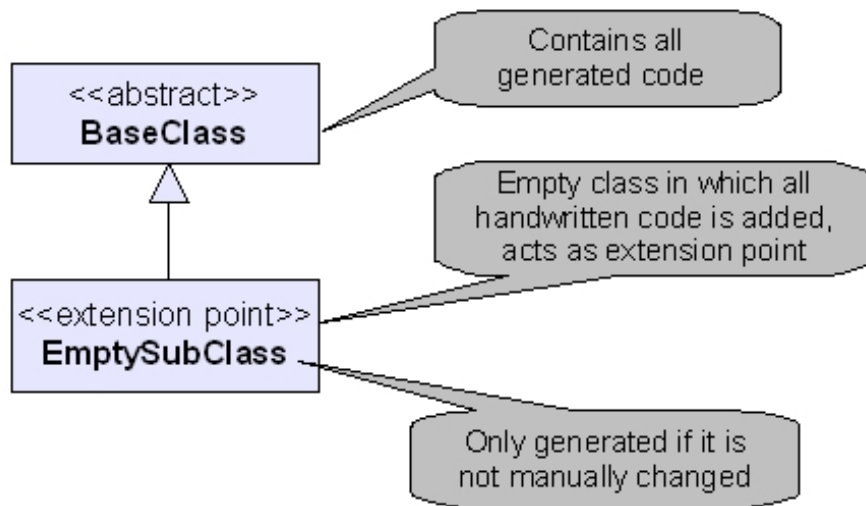 Contains all
generated code
<<abstract>>
BaseClass
Empty class in which all
handwritten code is added,
acts as extension point
<<extension point>>
EmptySubClass
Only generated if it is
not manually changed